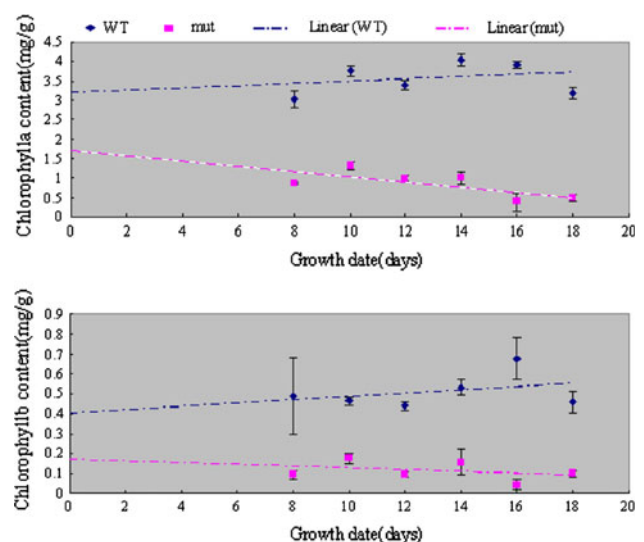 WT mut Linear (WT) Linear (mut)
Chlorophylla content(mg/g)
4.5
4
3.5
3
2.5
2
1.5
1
0.5
0
0 2 4 6 8 10 12 14 16 18 20
Growth date(days)
Chlorophyllb content(mg/g)
0.9
0.8
0.7
0.6
0.5
0.4
0.3
0.2
0.1
0
0 2 4 6 8 10 12 14 16 18 20
Growth date(days)